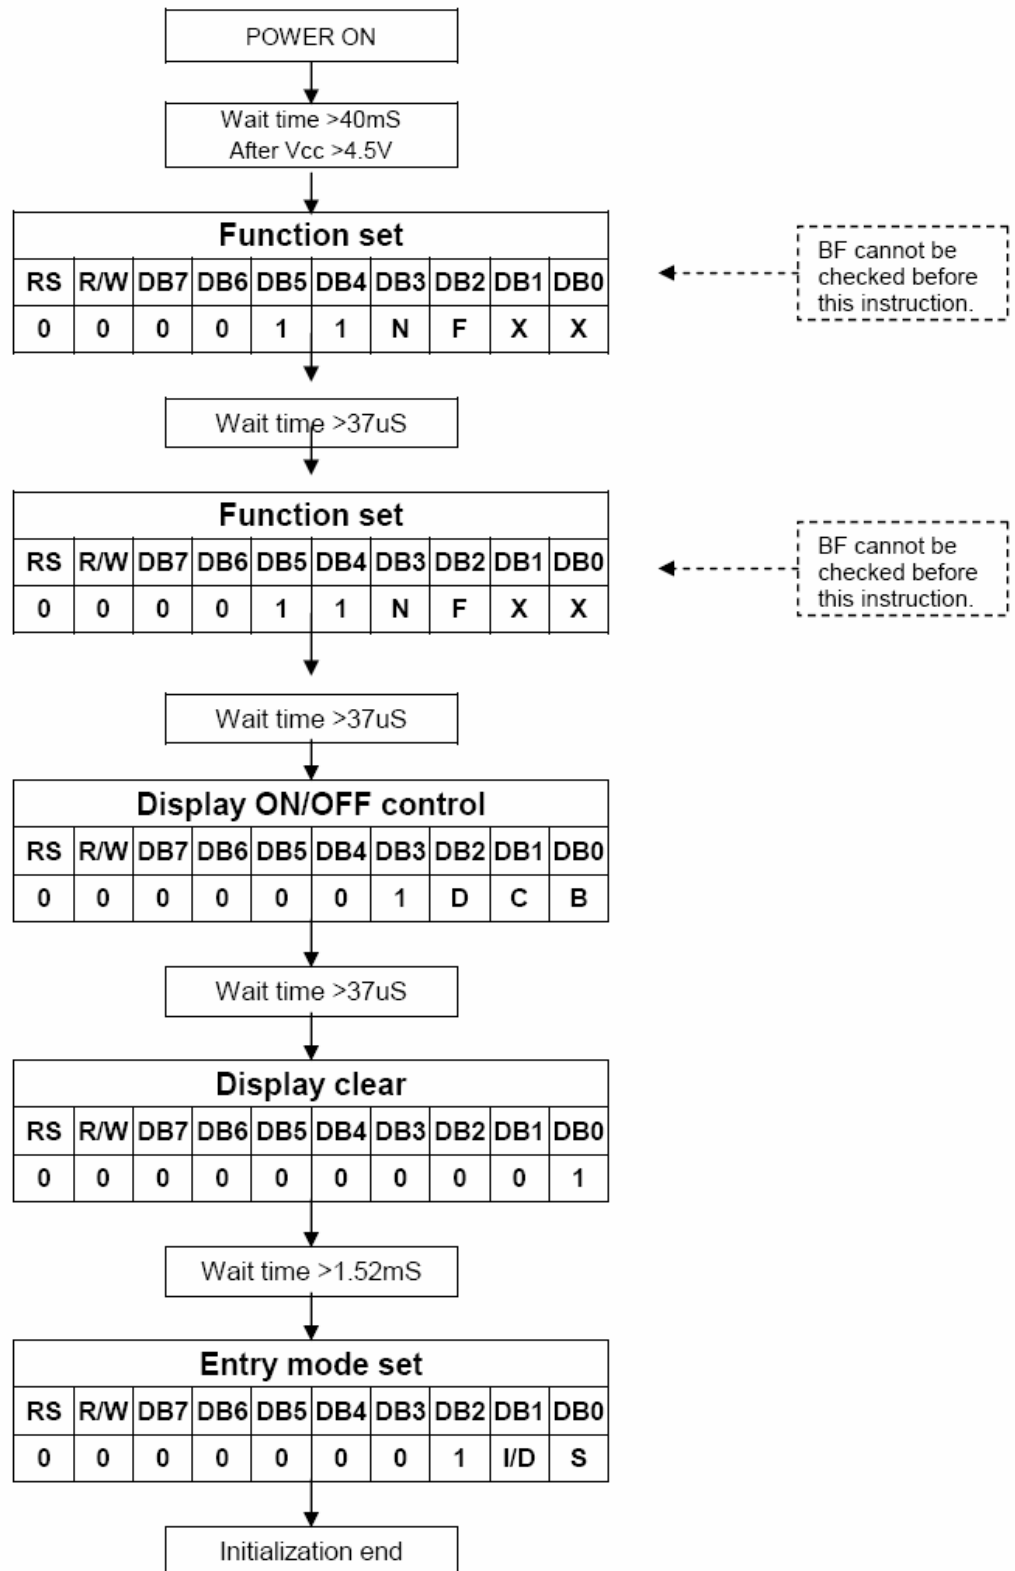 POWER ON
Wait time >40mS
After Vcc >4.5V
Function set
RS R/W DB7 DB6 DB5 DB4 DB3 DB2 DB1 DB0
0 0 0 0 1 1 N F X X
BF cannot be
checked before
this instruction.
Wait time >37uS
Function set
RS R/W DB7 DB6 DB5 DB4 DB3 DB2 DB1 DB0
0 0 0 0 1 1 N F X X
BF cannot be
checked before
this instruction.
Wait time >37uS
Display ON/OFF control
RS R/W DB7 DB6 DB5 DB4 DB3 DB2 DB1 DB0
0 0 0 0 0 0 1 D C B
Wait time >37uS
Display clear
RS R/W DB7 DB6 DB5 DB4 DB3 DB2 DB1 DB0
0 0 0 0 0 0 0 0 0 1
Wait time >1.52mS
Entry mode set
RS R/W DB7 DB6 DB5 DB4 DB3 DB2 DB1 DB0
0 0 0 0 0 0 0 1 I/D S
Initialization end